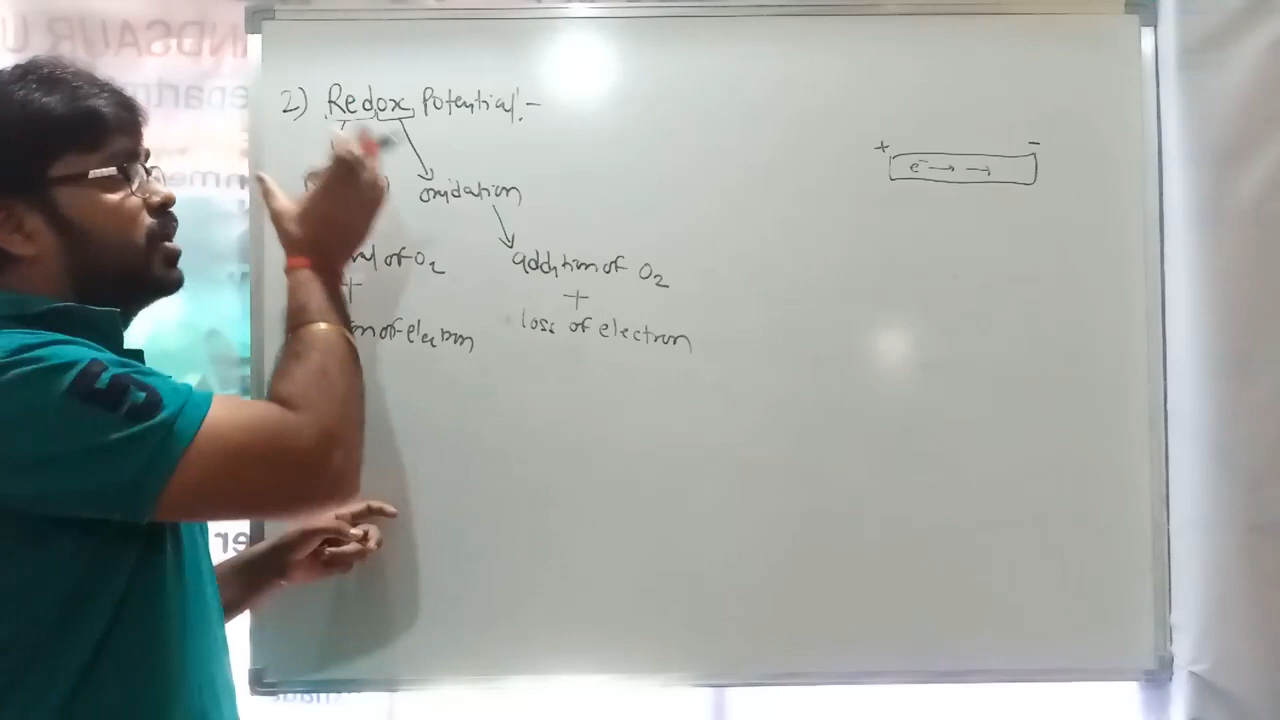 2) Redox Potential:-
oxidation
of O2 addition of O2
+ +
of electron loss of electron
+ -
e- → →